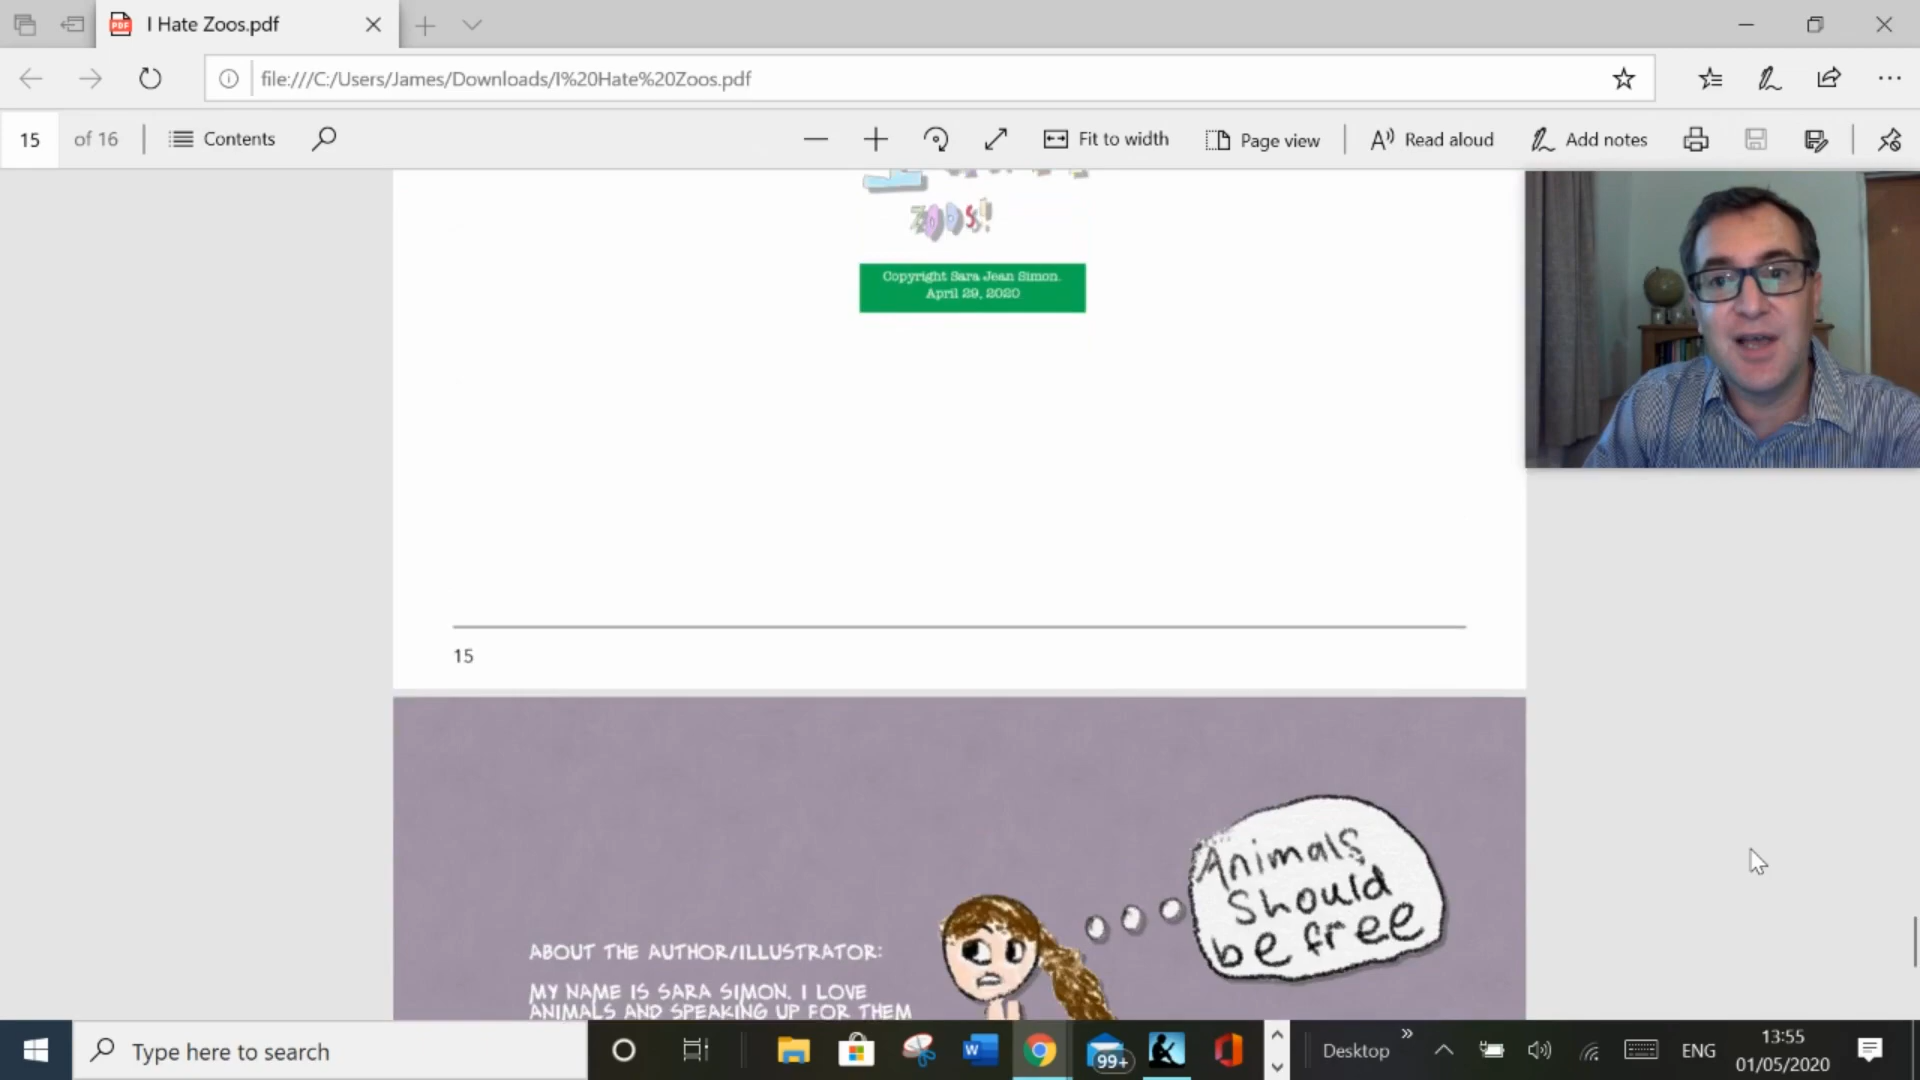 I Hate Zoos.pdf
file:///C:/Users/James/Downloads/I%20Hate%20Zoos.pdf
15 of 16 Contents Fit to width Page view Read aloud Add notes
zoos!
Copyright Sara Jean Simon.
April 29, 2020
15
Animals
Should
be free
ABOUT THE AUTHOR/ILLUSTRATOR:
MY NAME IS SARA SIMON. I LOVE
ANIMALS AND SPEAKING UP FOR THEM
Type here to search
99+
Desktop
ENG
13:55
01/05/2020